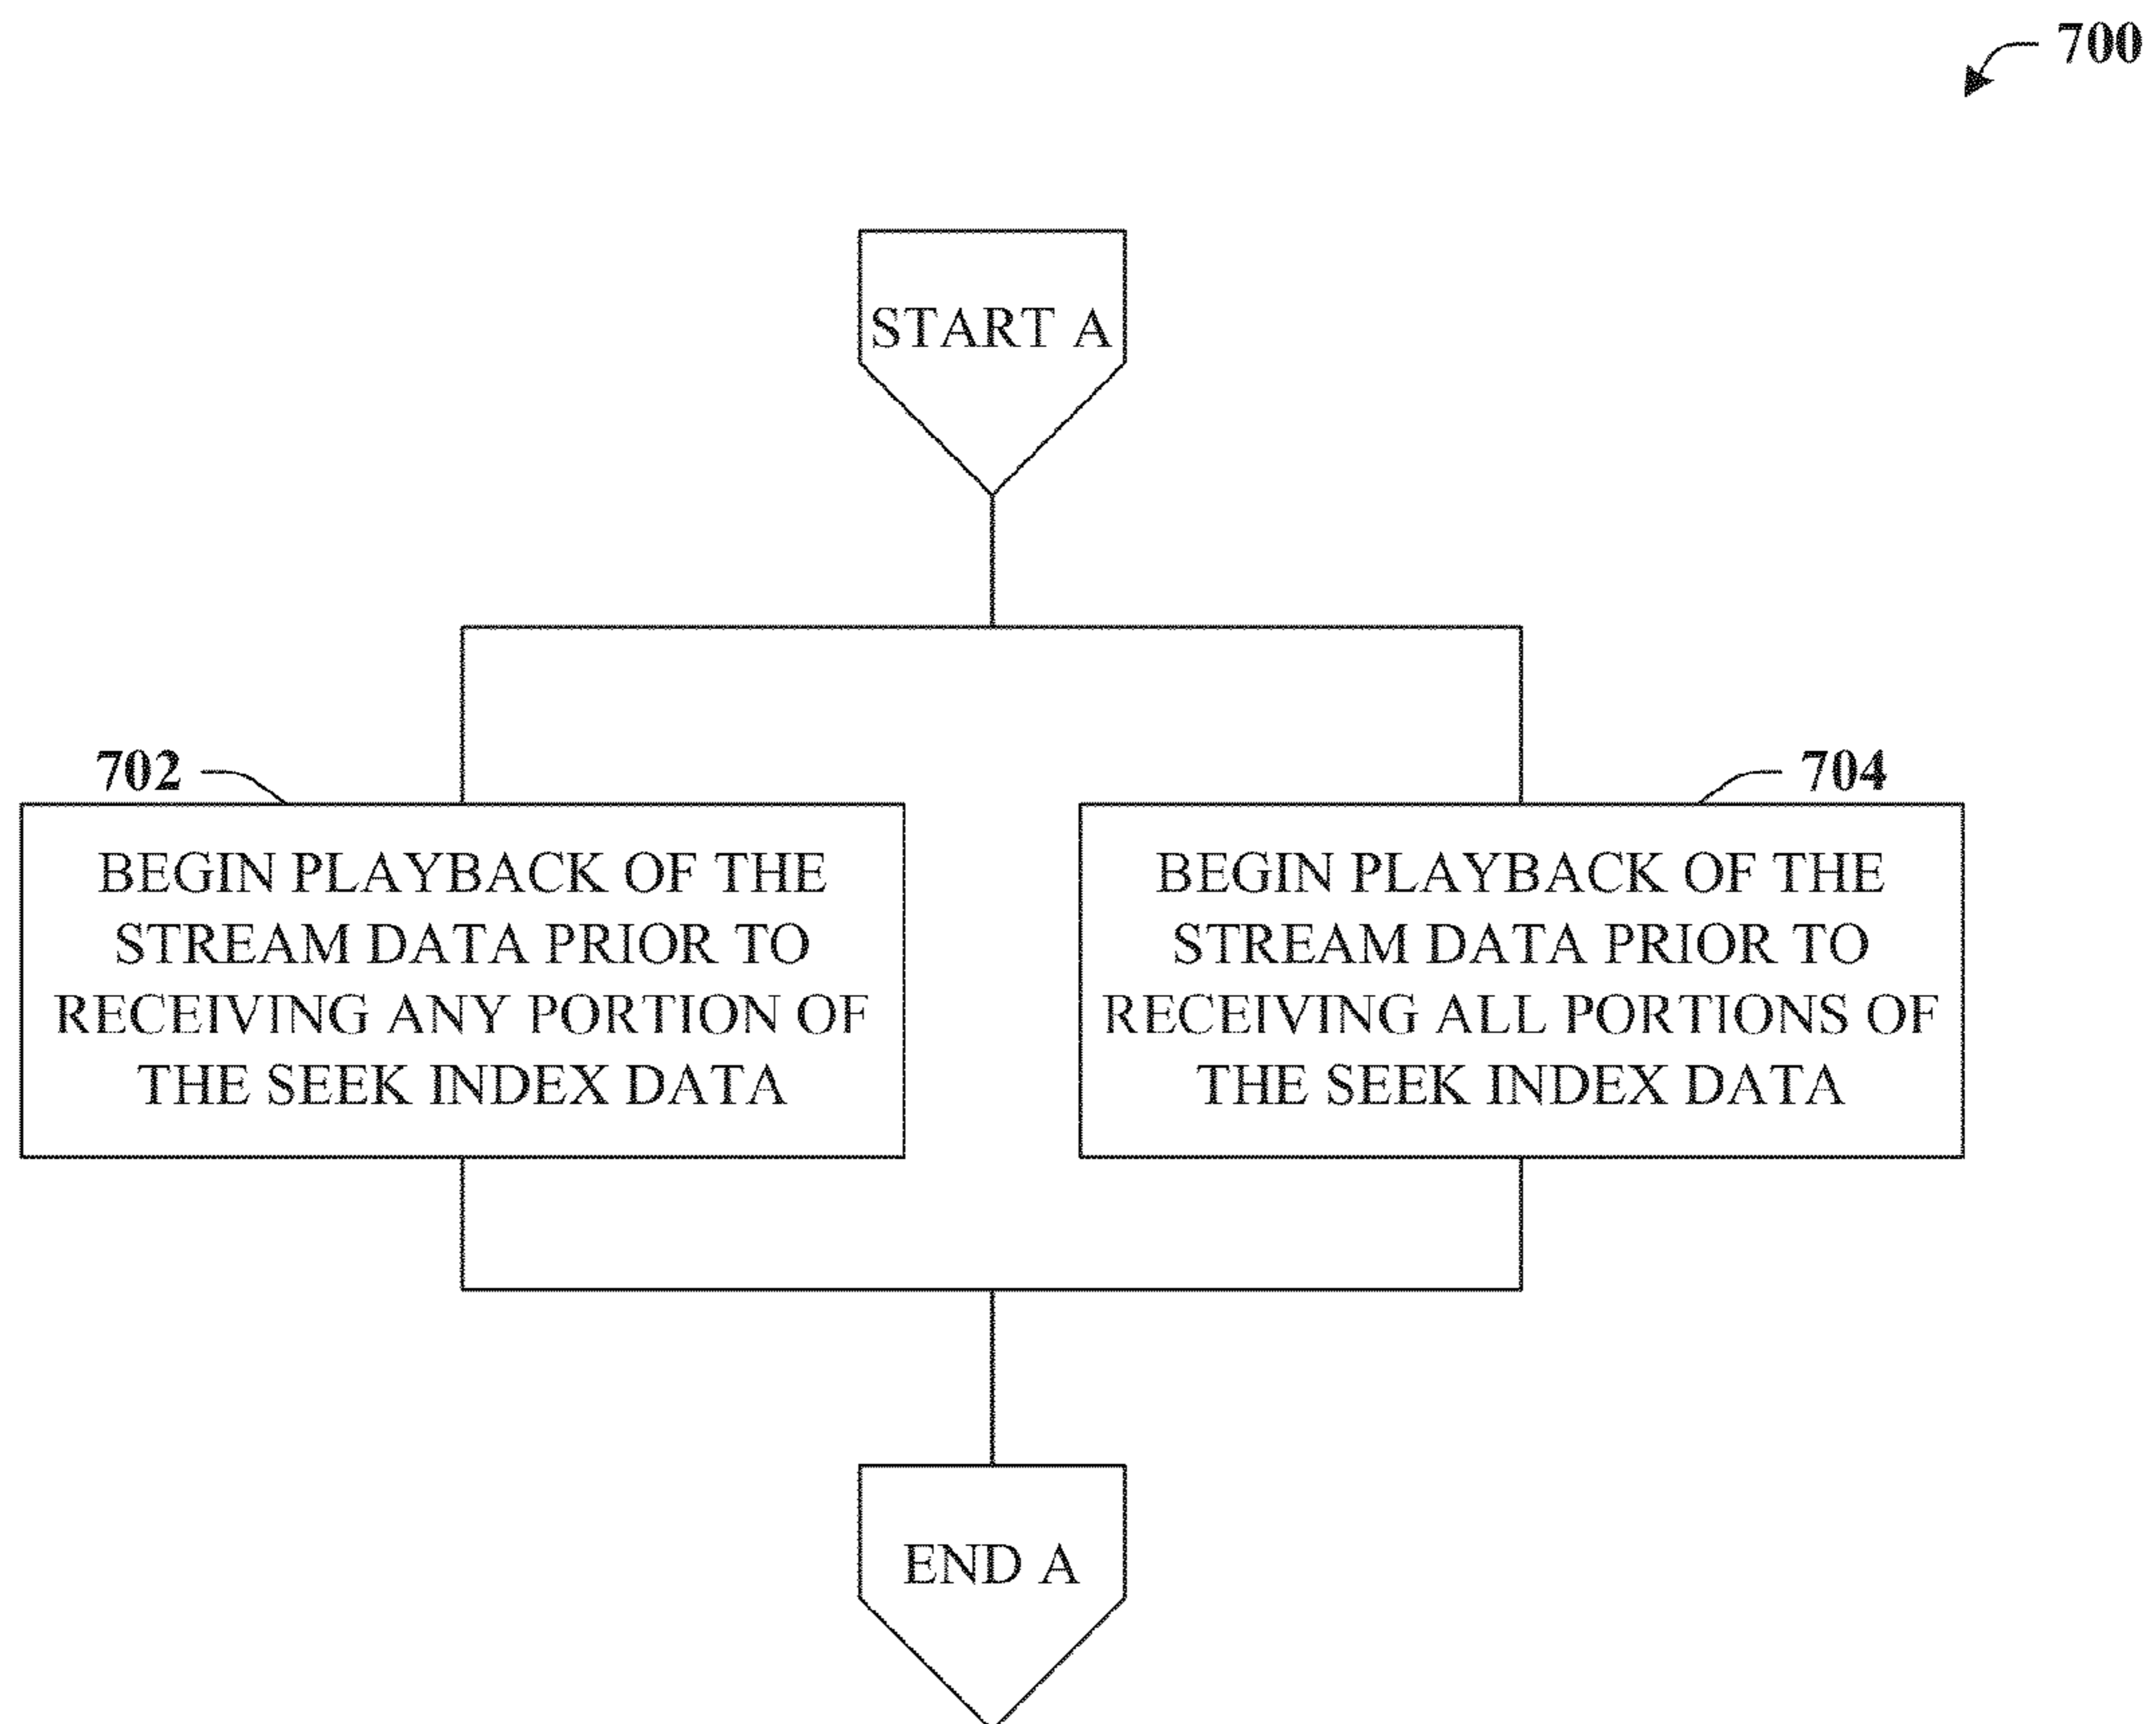 700
START A
702
BEGIN PLAYBACK OF THE
STREAM DATA PRIOR TO
RECEIVING ANY PORTION OF
THE SEEK INDEX DATA
704
BEGIN PLAYBACK OF THE
STREAM DATA PRIOR TO
RECEIVING ALL PORTIONS OF
THE SEEK INDEX DATA
END A